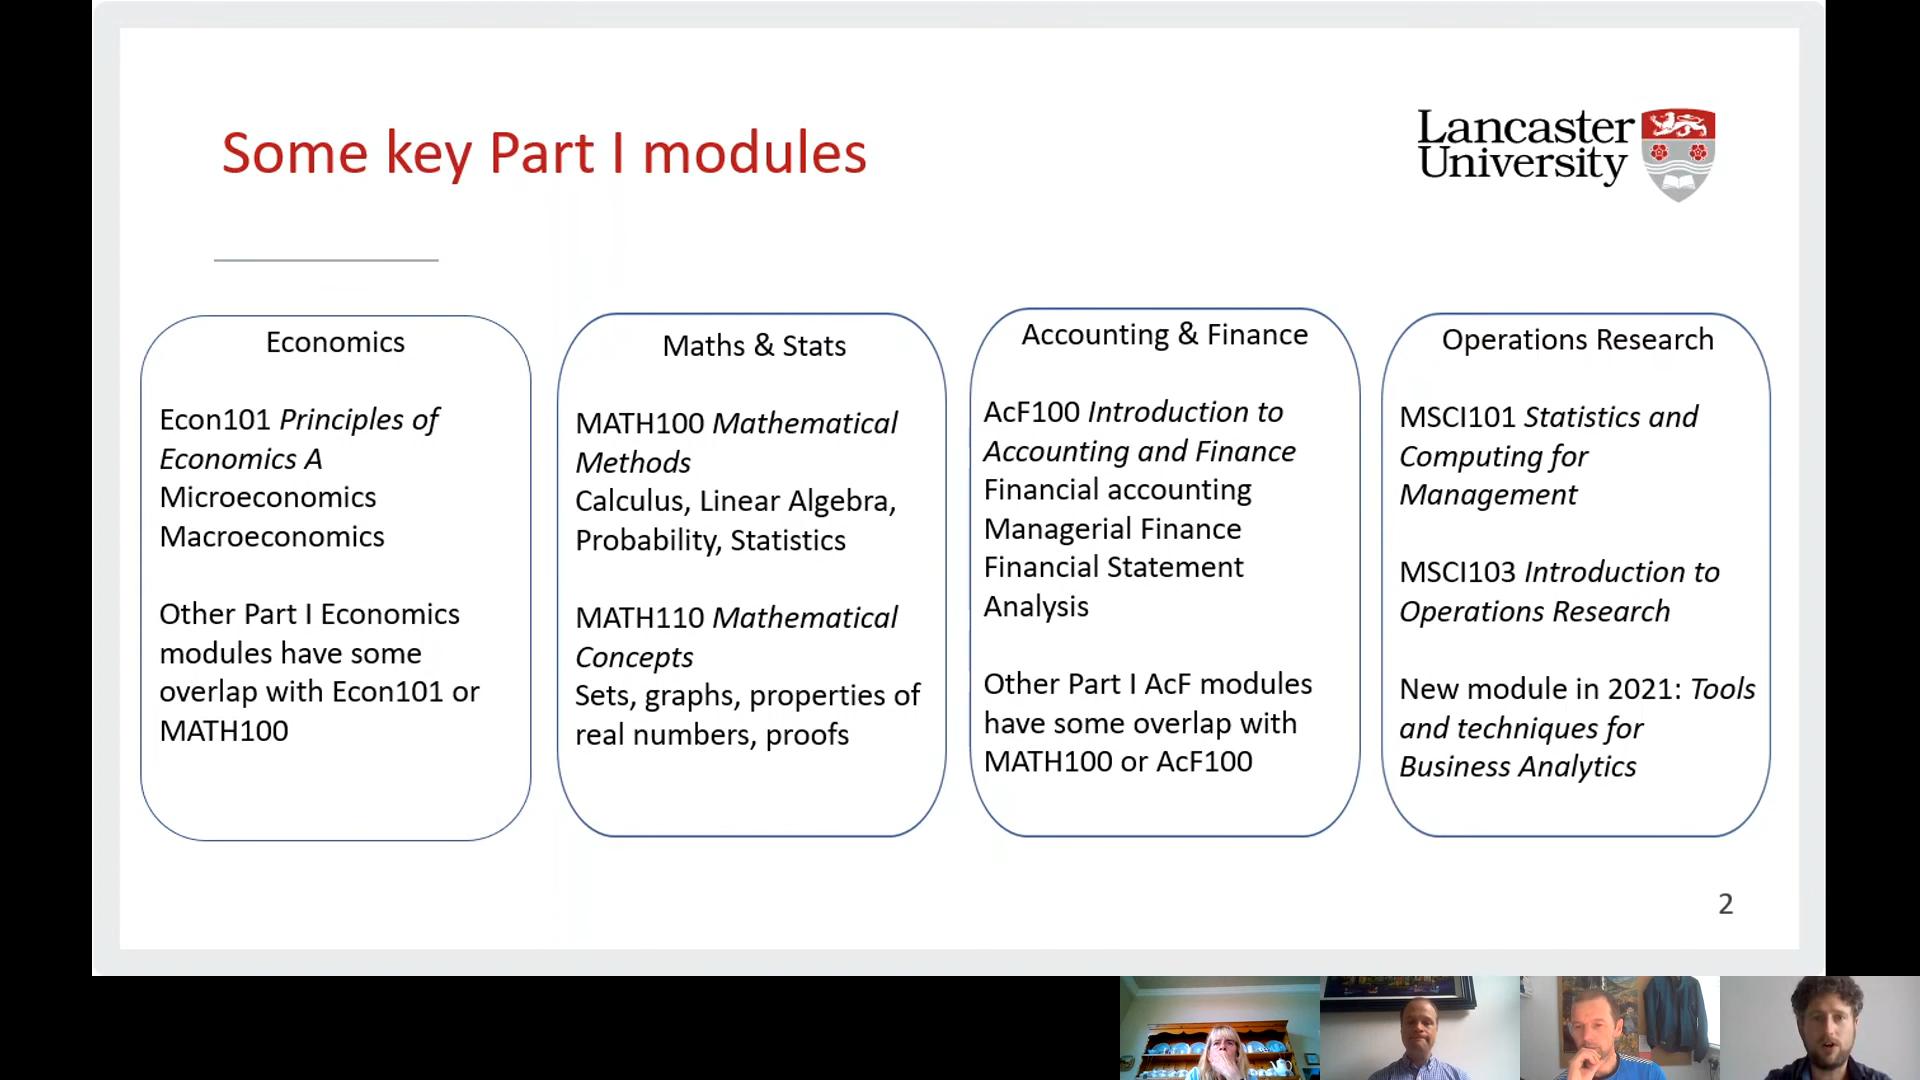 Some key Part I modules
Lancaster
University
Economics
Econ101 Principles of
Economics A
Microeconomics
Macroeconomics
Other Part I Economics
modules have some
overlap with Econ101 or
MATH100
Maths & Stats
MATH100 Mathematical
Methods
Calculus, Linear Algebra,
Probability, Statistics
MATH110 Mathematical
Concepts
Sets, graphs, properties of
real numbers, proofs
Accounting & Finance
AcF100 Introduction to
Accounting and Finance
Financial accounting
Managerial Finance
Financial Statement
Analysis
Other Part I AcF modules
have some overlap with
MATH100 or AcF100
Operations Research
MSCI101 Statistics and
Computing for
Management
MSCI103 Introduction to
Operations Research
New module in 2021: Tools
and techniques for
Business Analytics
2